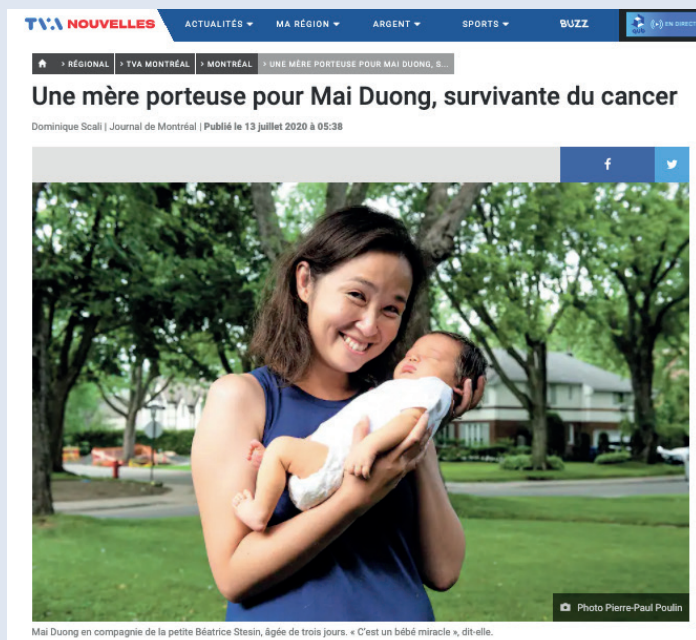 TVA NOUVELLES
ACTUALITÉS MA RÉGION ARGENT SPORTS BUZZ
QUB EN DIRECT
> RÉGIONAL > TVA MONTRÉAL > MONTRÉAL > UNE MÈRE PORTEUSE POUR MAI DUONG, S...
Une mère porteuse pour Mai Duong, survivante du cancer
Dominique Scali | Journal de Montréal | Publié le 13 juillet 2020 à 05:38
Photo Pierre-Paul Poulin
Mai Duong en compagnie de la petite Béatrice Stesin, âgée de trois jours. « C'est un bébé miracle », dit-elle.